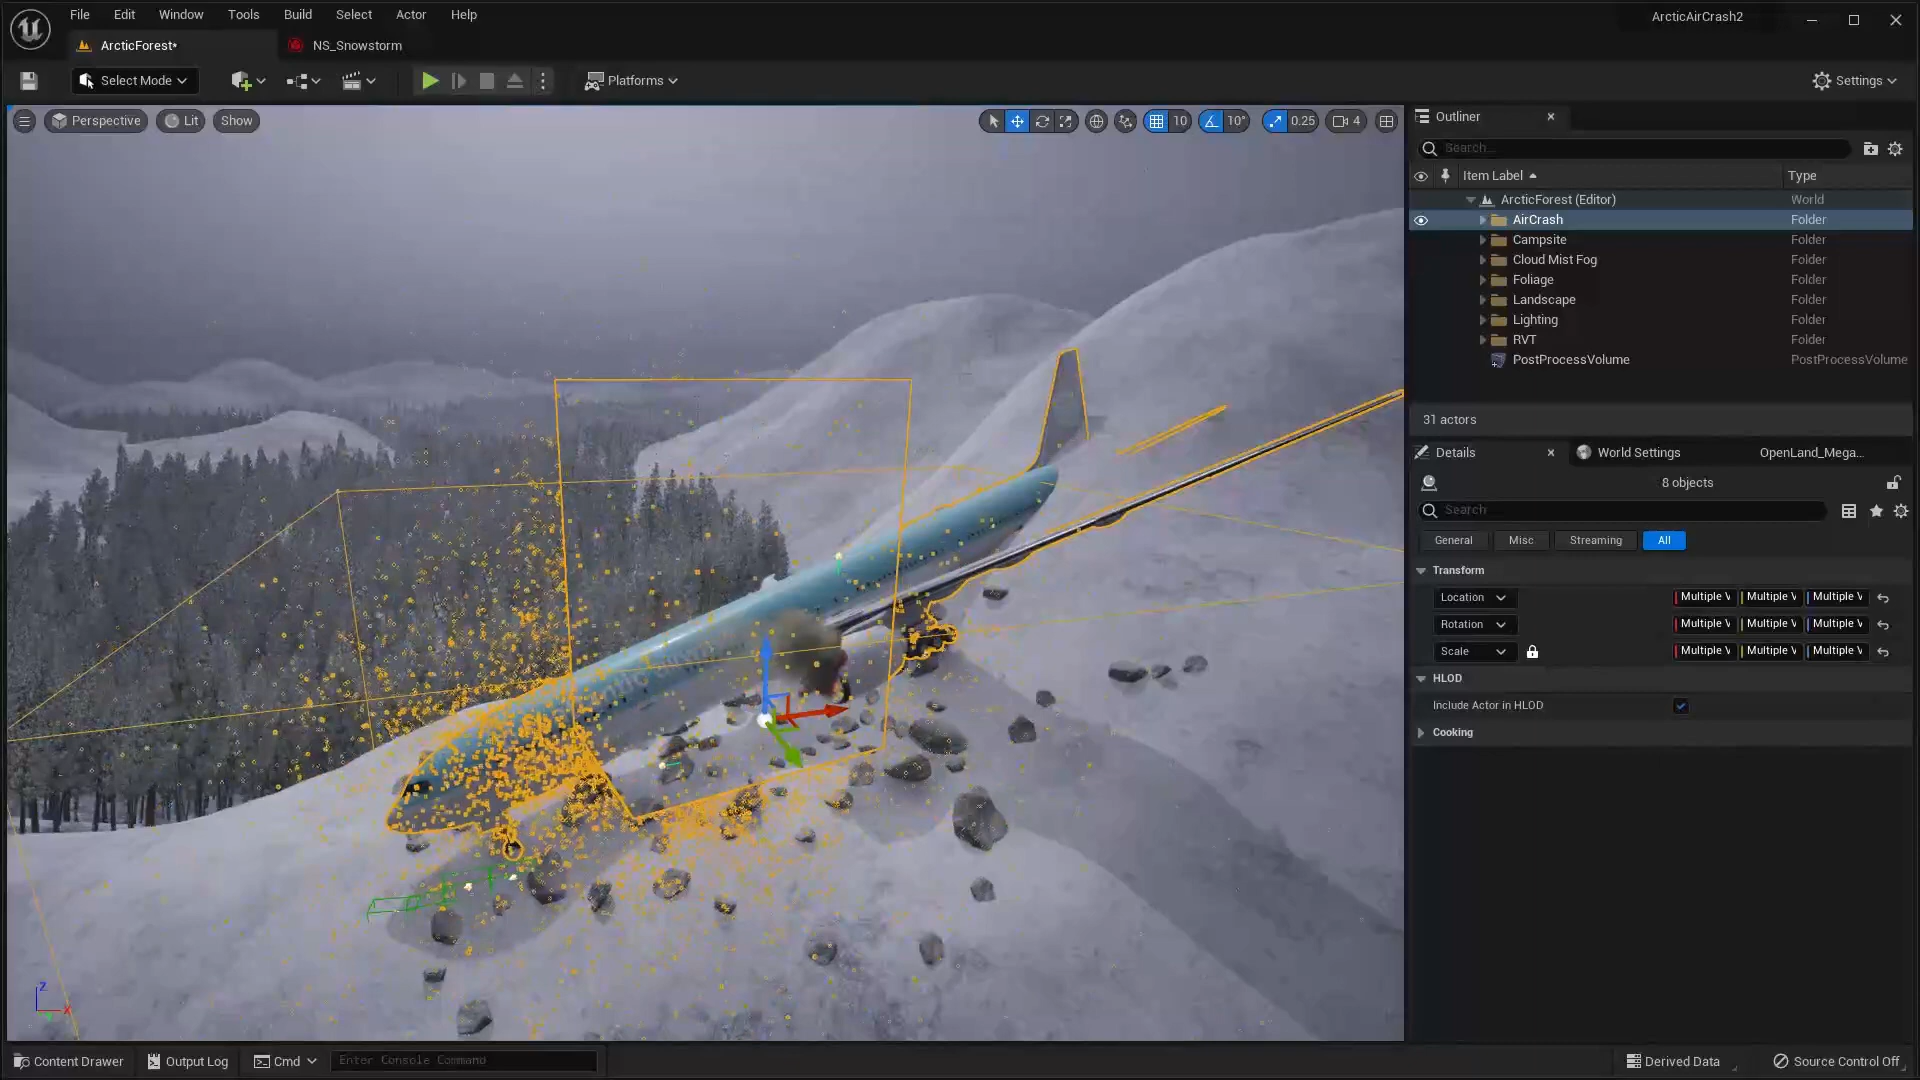 File Edit Window Tools Build Select Actor Help
ArcticAirCrash2
ArcticForest*
NS_Snowstorm
Select Mode
Platforms
Settings
Perspective
Lit
Show
10
10°
0.25
4
Outliner
Search...
Item Label
Type
ArcticForest (Editor)
World
AirCrash
Folder
Campsite
Folder
Cloud Mist Fog
Folder
Foliage
Folder
Landscape
Folder
Lighting
Folder
RVT
Folder
PostProcessVolume
PostProcessVolume
31 actors
Details
World Settings
OpenLand_Mega...
8 objects
Search
General
Misc
Streaming
All
Transform
Location
Multiple V
Multiple V
Multiple V
Rotation
Multiple V
Multiple V
Multiple V
Scale
Multiple V
Multiple V
Multiple V
HLOD
Include Actor in HLOD
Cooking
Z
X
Content Drawer
Output Log
Cmd
Enter Console Command
Derived Data
Source Control Off